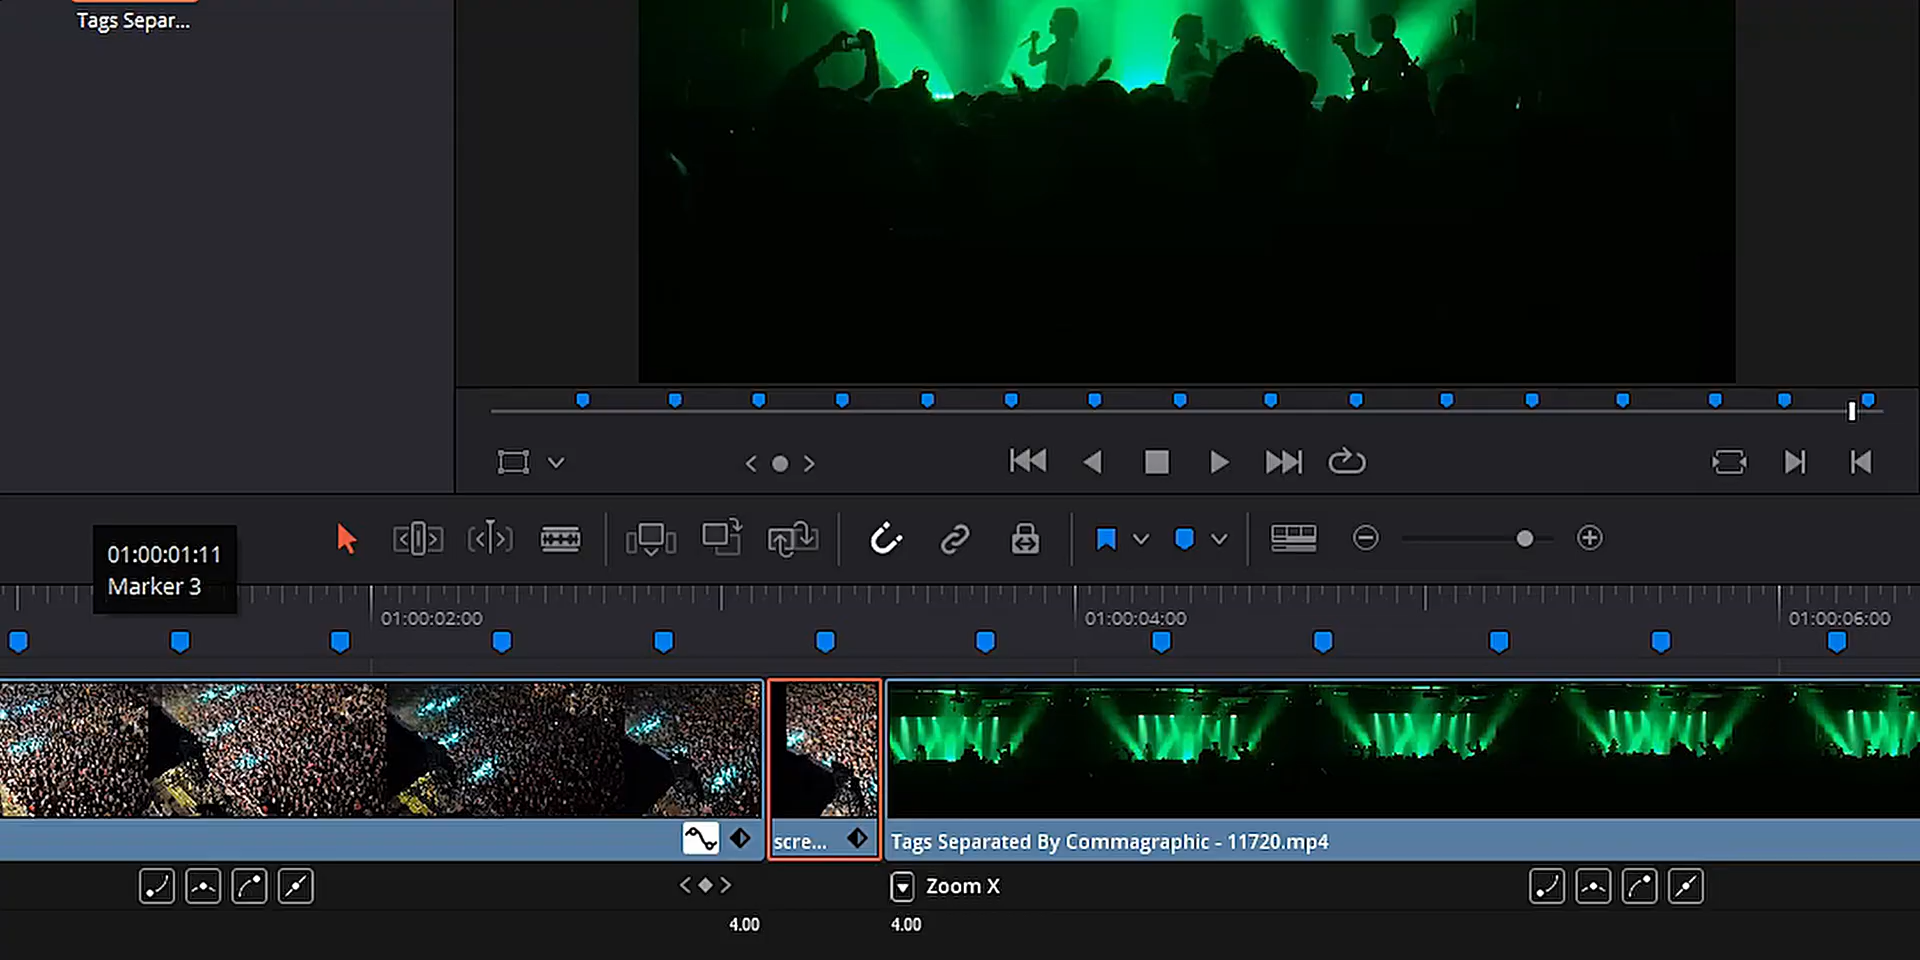 Tags Separ...
01:00:01:11
Marker 3
01:00:02:00
01:00:04:00
01:00:06:00
scre...
Tags Separated By Commagraphic - 11720.mp4
Zoom X
4.00
4.00